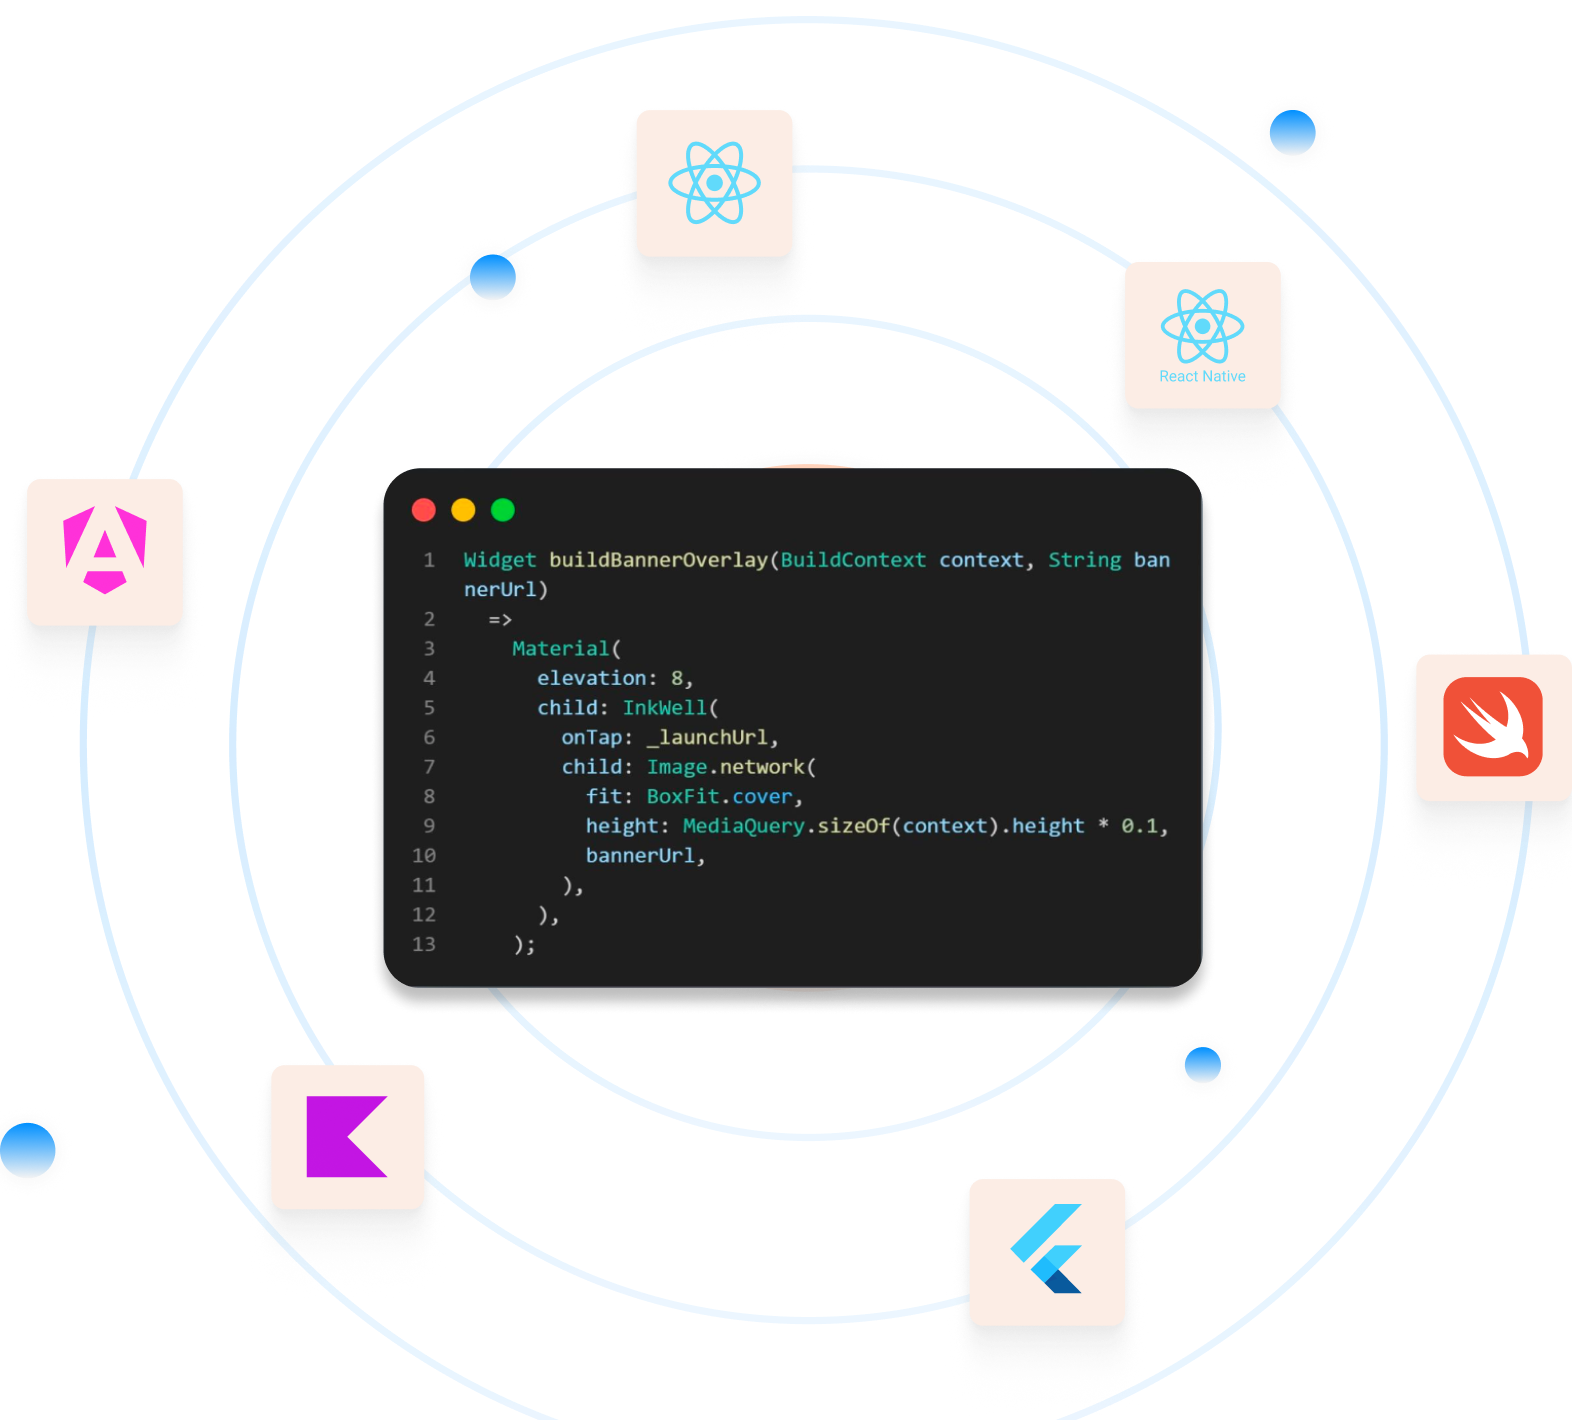 React Native
1 Widget buildBannerOverlay(BuildContext context, String ban
nerUrl)
2   =>
3     Material(
4       elevation: 8,
5       child: InkWell(
6         onTap: _launchUrl,
7         child: Image.network(
8           fit: BoxFit.cover,
9           height: MediaQuery.sizeOf(context).height * 0.1,
10           bannerUrl,
11         ),
12       ),
13     );